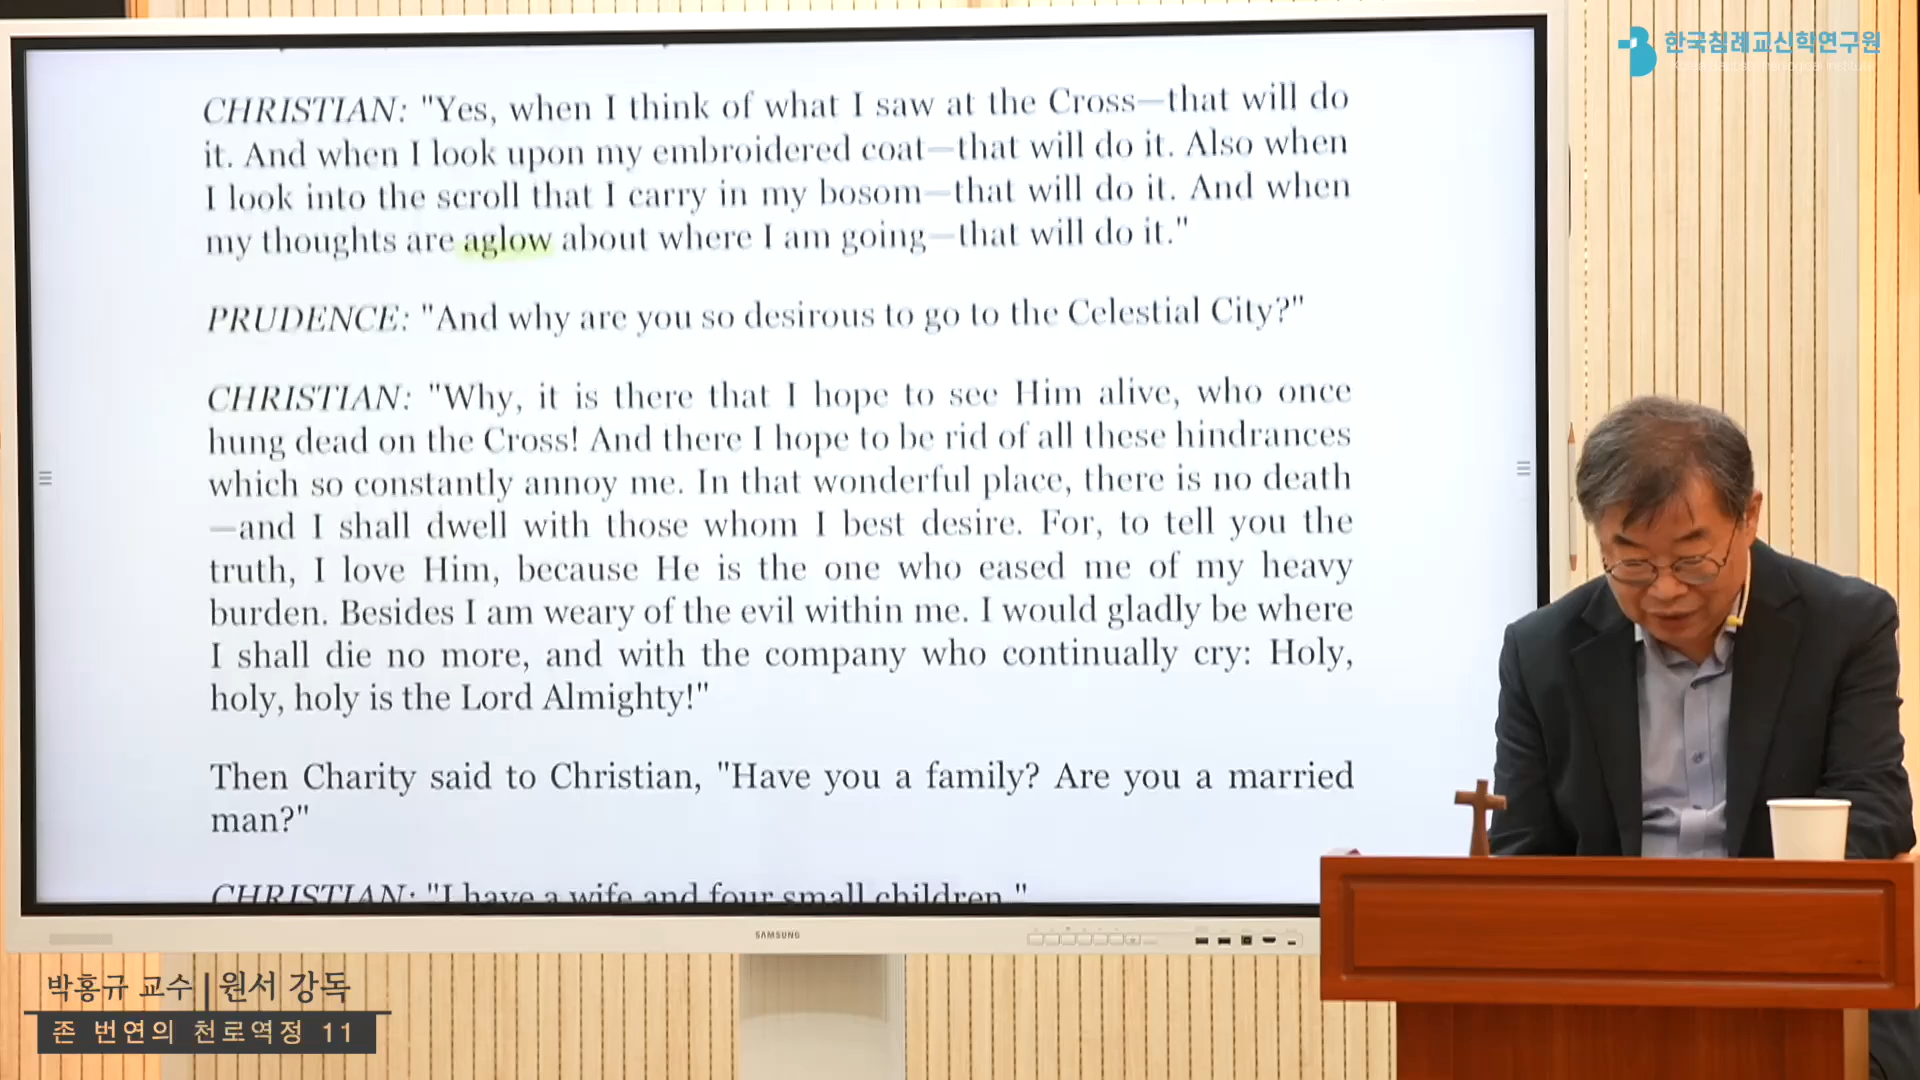 한국침례교신학연구원
CHRISTIAN: "Yes, when I think of what I saw at the Cross—that will do
it. And when I look upon my embroidered coat—that will do it. Also when
I look into the scroll that I carry in my bosom—that will do it. And when
my thoughts are aglow about where I am going—that will do it."
PRUDENCE: "And why are you so desirous to go to the Celestial City?"
CHRISTIAN: "Why, it is there that I hope to see Him alive, who once
hung dead on the Cross! And there I hope to be rid of all these hindrances
which so constantly annoy me. In that wonderful place, there is no death
—and I shall dwell with those whom I best desire. For, to tell you the
truth, I love Him, because He is the one who eased me of my heavy
burden. Besides I am weary of the evil within me. I would gladly be where
I shall die no more, and with the company who continually cry: Holy,
holy, holy is the Lord Almighty!"
Then Charity said to Christian, "Have you a family? Are you a married
man?"
CHRISTIAN: "I have a wife and four small children."
SAMSUNG
박홍규 교수 | 원서 강독
존 번연의 천로역정 11